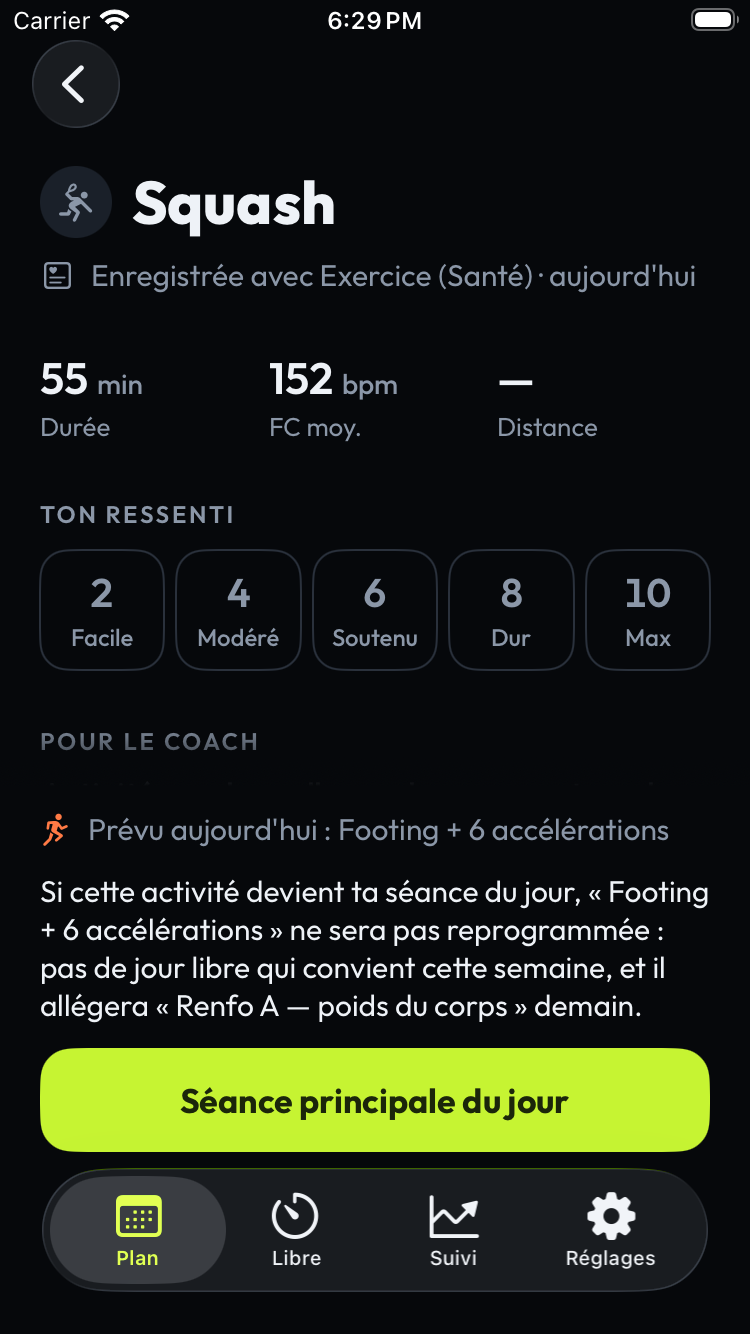 Carrier
6:29 PM
Squash
Enregistrée avec Exercice (Santé) · aujourd'hui
55 min
152 bpm
—
Durée
FC moy.
Distance
TON RESSENTI
2
4
6
8
10
Facile
Modéré
Soutenu
Dur
Max
POUR LE COACH
Prévu aujourd'hui : Footing + 6 accélérations
Si cette activité devient ta séance du jour, « Footing
+ 6 accélérations » ne sera pas reprogrammée :
pas de jour libre qui convient cette semaine, et il
allégera « Renfo A — poids du corps » demain.
Séance principale du jour
Plan
Libre
Suivi
Réglages